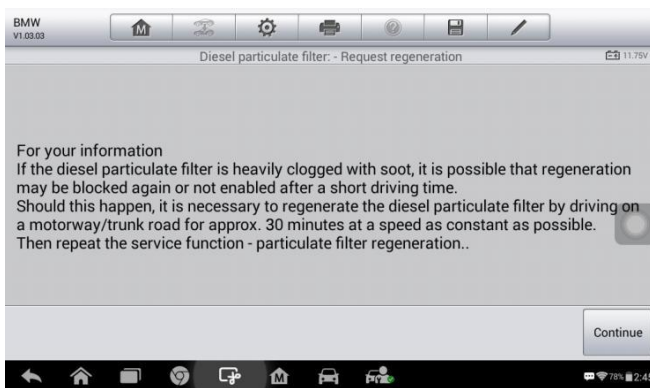 BMW
V1.03.03
M
Diesel particulate filter: - Request regeneration
11.75V
For your information
If the diesel particulate filter is heavily clogged with soot, it is possible that regeneration
may be blocked again or not enabled after a short driving time.
Should this happen, it is necessary to regenerate the diesel particulate filter by driving on
a motorway/trunk road for approx. 30 minutes at a speed as constant as possible.
Then repeat the service function - particulate filter regeneration..
Continue
M
78%